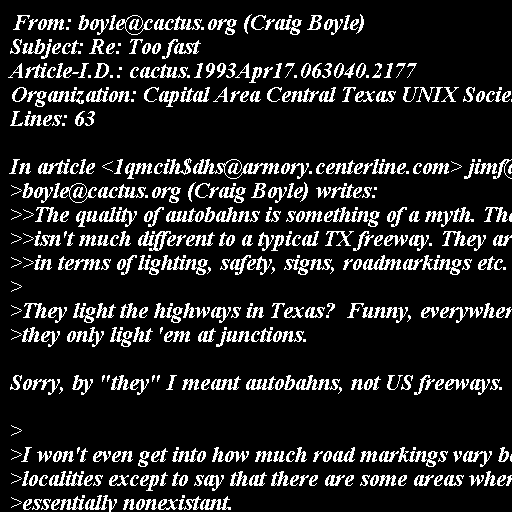 From: boyle@cactus.org (Craig Boyle)
Subject: Re: Too fast
Article-I.D.: cactus.1993Apr17.063040.2177
Organization: Capital Area Central Texas UNIX Socie
Lines: 63

In article <1qmcih$dhs@armory.centerline.com> jimf@
>boyle@cactus.org (Craig Boyle) writes:
>>The quality of autobahns is something of a myth. The
>>isn't much different to a typical TX freeway. They ar
>>in terms of lighting, safety, signs, roadmarkings etc.
>
>They light the highways in Texas?  Funny, everywher
>they only light 'em at junctions.

Sorry, by "they" I meant autobahns, not US freeways.

>
>I won't even get into how much road markings vary be
>localities except to say that there are some areas wher
>essentially nonexistant.